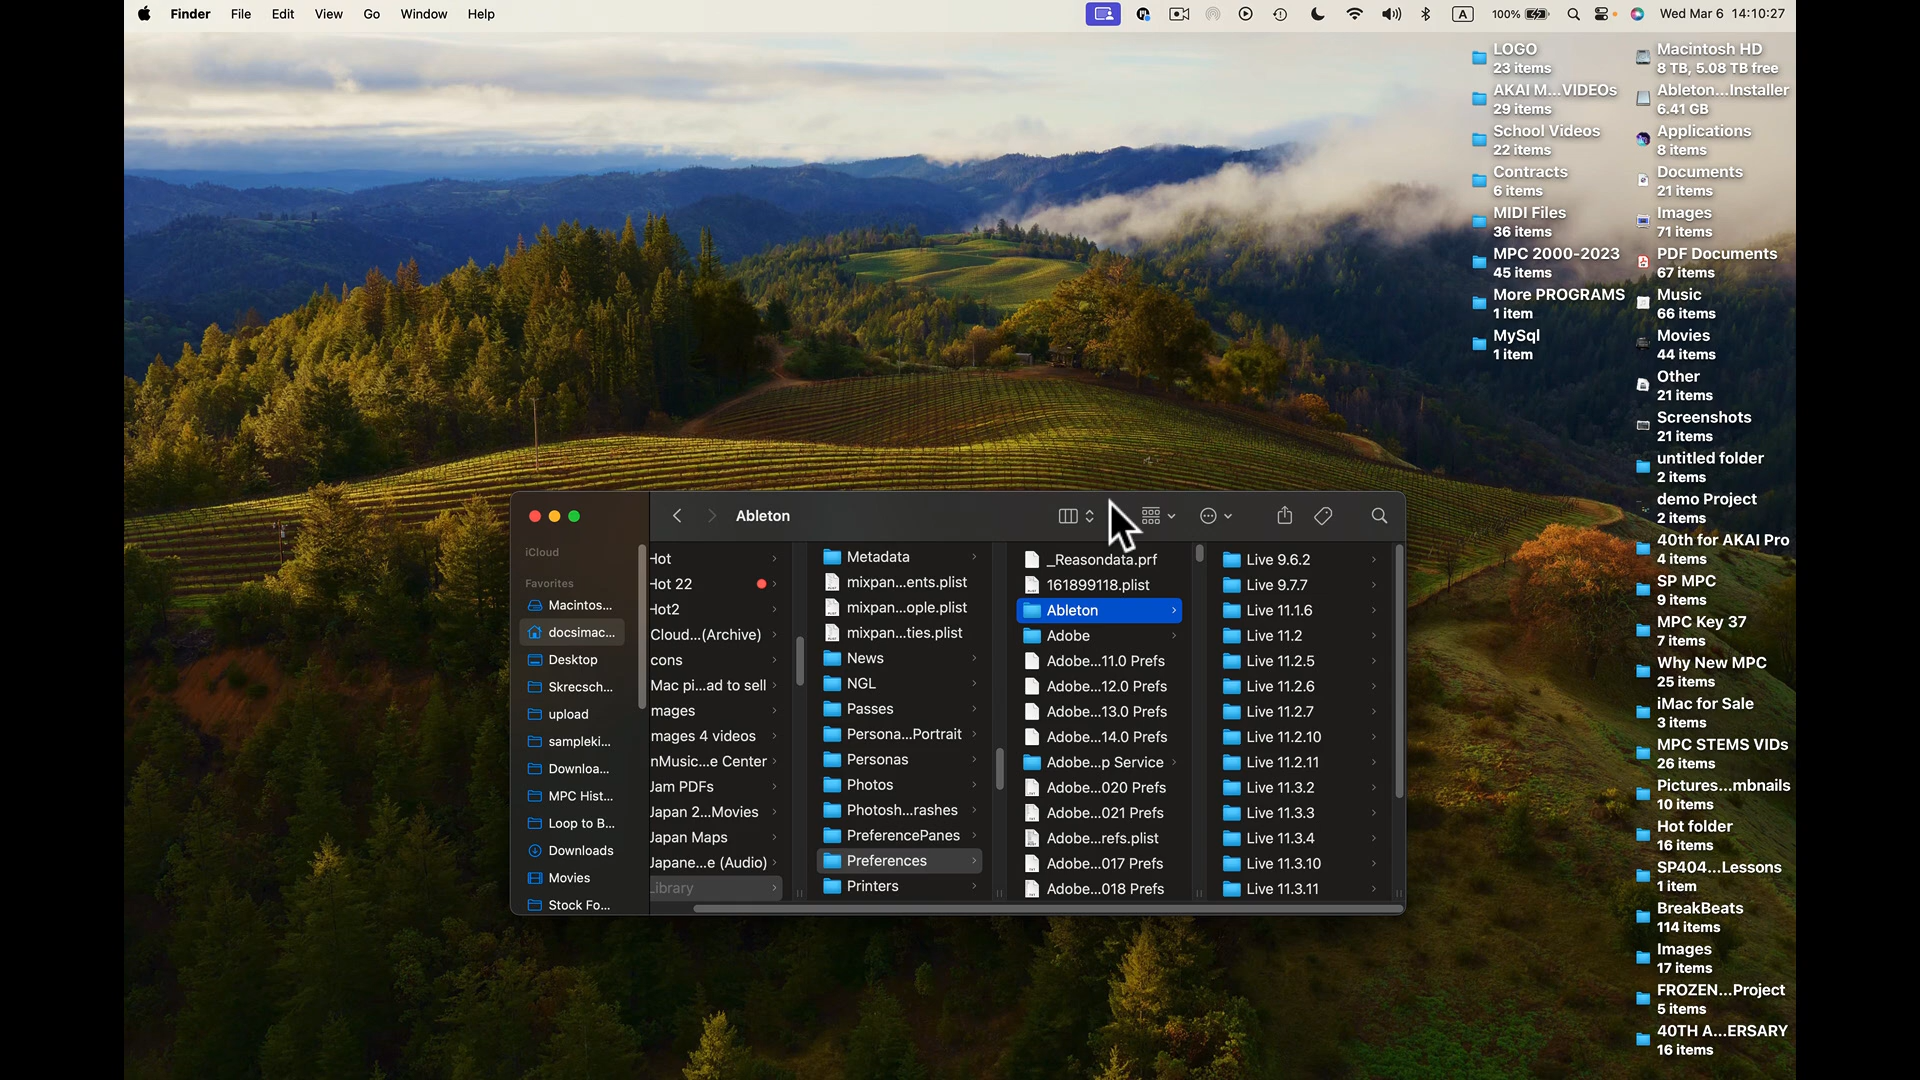 Finder File Edit View Go Window Help
A 100% Wed Mar 6 14:10:27
LOGO
23 items
AKAI M...VIDEOs
29 items
School Videos
22 items
Contracts
6 items
MIDI Files
36 items
MPC 2000-2023
45 items
More PROGRAMS
1 item
MySql
1 item
Macintosh HD
8 TB, 5.08 TB free
Ableton...Installer
6.41 GB
Applications
8 items
Documents
21 items
Images
71 items
PDF Documents
67 items
Music
66 items
Movies
44 items
Other
21 items
Screenshots
21 items
untitled folder
2 items
demo Project
2 items
40th for AKAI Pro
4 items
SP MPC
9 items
MPC Key 37
7 items
Why New MPC
25 items
iMac for Sale
3 items
MPC STEMS VIDs
26 items
Pictures...mbnails
10 items
Hot folder
16 items
SP404...Lessons
1 item
BreakBeats
114 items
Images
17 items
FROZEN...Project
5 items
40TH A...ERSARY
16 items
Ableton
iCloud
Favorites
Macintos...
docsimac...
Desktop
Skrecsch...
upload
sampleki...
Downloa...
MPC Hist...
Loop to B...
Downloads
Movies
Stock Fo...
Hot
Hot 22
Hot2
Cloud...(Archive)
cons
Mac pi...ad to sell
mages
mages 4 videos
nMusic...e Center
Jam PDFs
Japan 2...Movies
Japan Maps
Japane...e (Audio)
Library
Metadata
mixpan...ents.plist
mixpan...ople.plist
mixpan...ties.plist
News
NGL
Passes
Persona...Portrait
Personas
Photos
Photosh...rashes
PreferencePanes
Preferences
Printers
_Reasondata.prf
161899118.plist
Ableton
Adobe
Adobe...11.0 Prefs
Adobe...12.0 Prefs
Adobe...13.0 Prefs
Adobe...14.0 Prefs
Adobe...p Service
Adobe...020 Prefs
Adobe...021 Prefs
Adobe...refs.plist
Adobe...017 Prefs
Adobe...018 Prefs
Live 9.6.2
Live 9.7.7
Live 11.1.6
Live 11.2
Live 11.2.5
Live 11.2.6
Live 11.2.7
Live 11.2.10
Live 11.2.11
Live 11.3.2
Live 11.3.3
Live 11.3.4
Live 11.3.10
Live 11.3.11